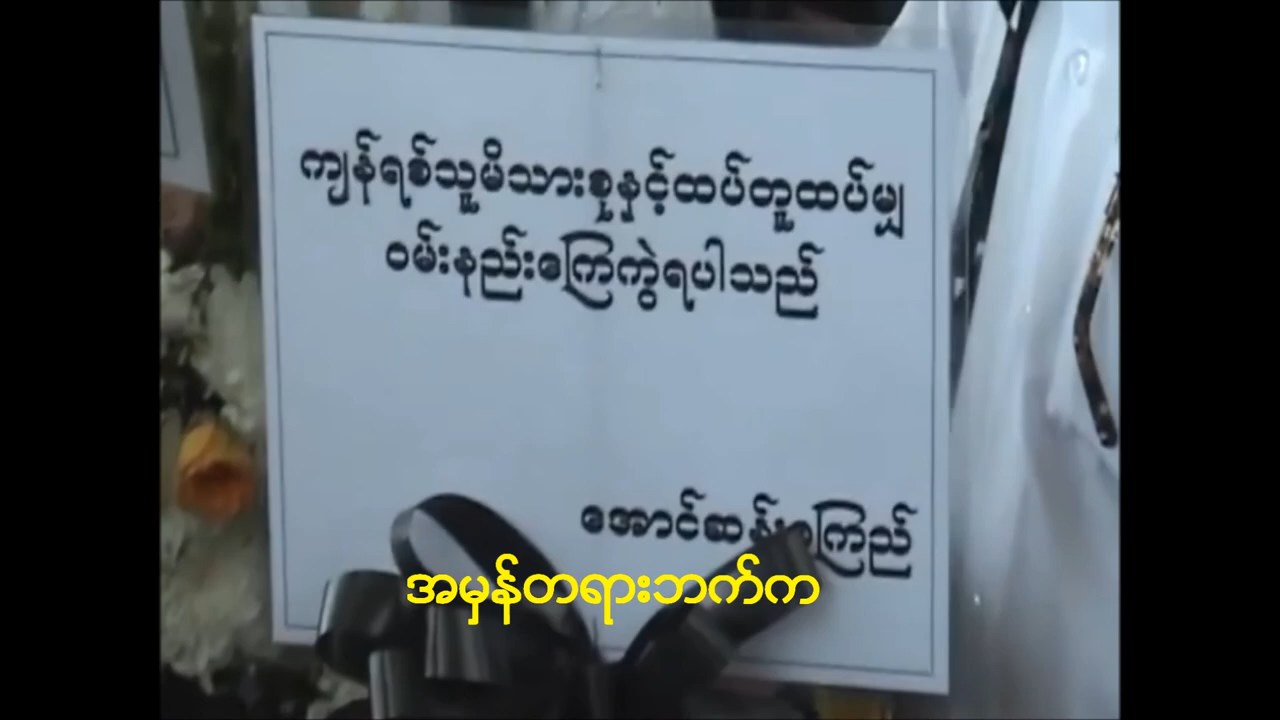 ကျန်ရစ်သူမိသားစုနှင့်ထပ်တူထပ်မျှ
ဝမ်းနည်းကြေကွဲရပါသည်
အောင်ဆန်းစုကြည်
အမှန်တရားဘက်က